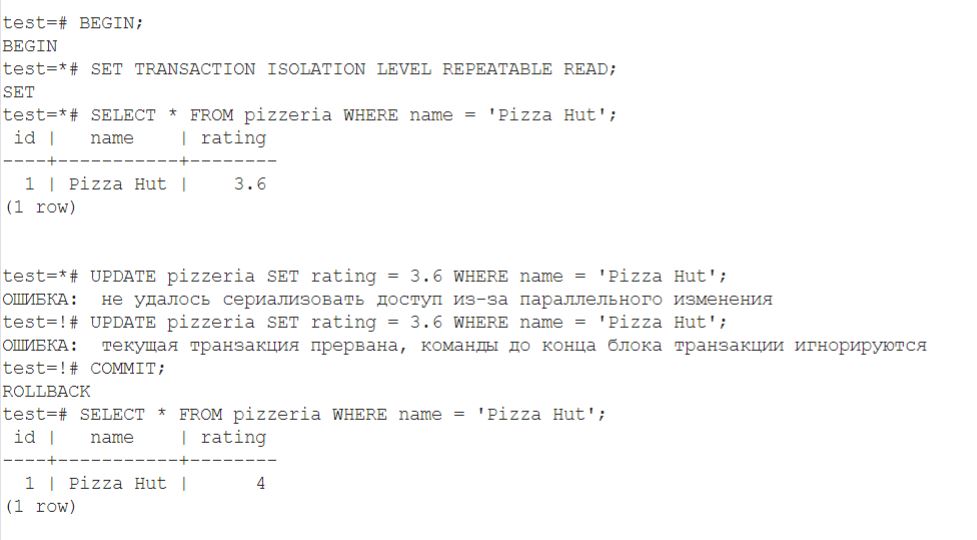 test=# BEGIN;
BEGIN
test=*# SET TRANSACTION ISOLATION LEVEL REPEATABLE READ;
SET
test=*# SELECT * FROM pizzeria WHERE name = 'Pizza Hut';
 id |   name    | rating
----+-----------+--------
  1 | Pizza Hut |    3.6
(1 row)
test=*# UPDATE pizzeria SET rating = 3.6 WHERE name = 'Pizza Hut';
ОШИБКА:  не удалось сериализовать доступ из-за параллельного изменения
test=!# UPDATE pizzeria SET rating = 3.6 WHERE name = 'Pizza Hut';
ОШИБКА:  текущая транзакция прервана, команды до конца блока транзакции игнорируются
test=!# COMMIT;
ROLLBACK
test=# SELECT * FROM pizzeria WHERE name = 'Pizza Hut';
 id |   name    | rating
----+-----------+--------
  1 | Pizza Hut |      4
(1 row)